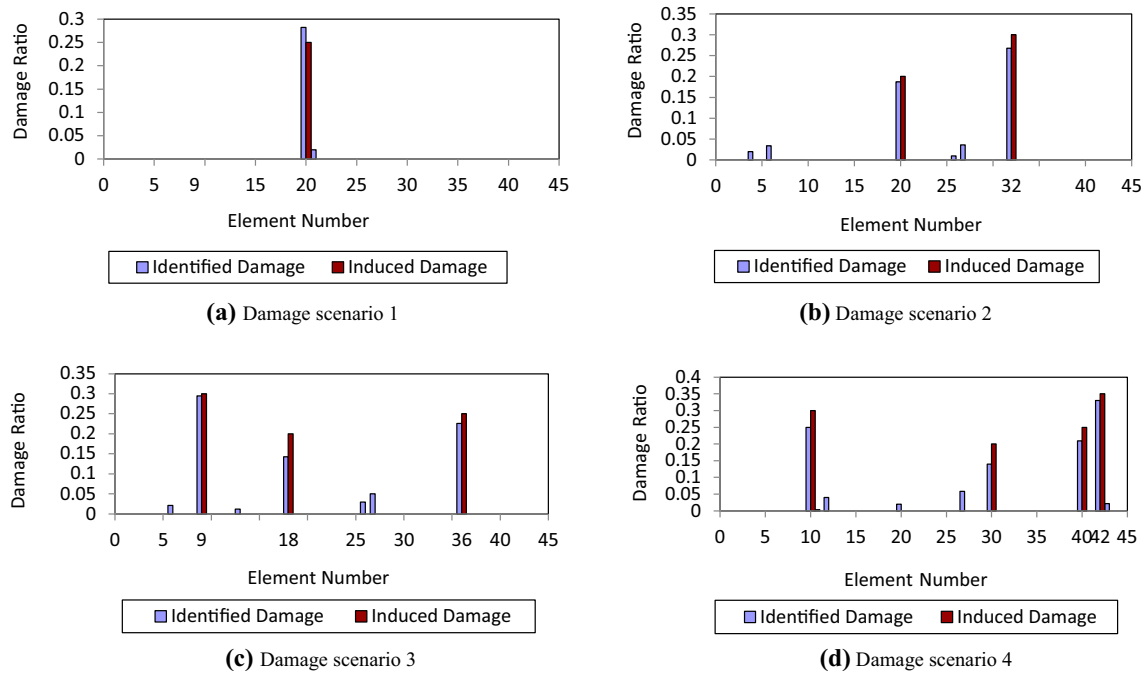 Damage Ratio
0.3
0.25
0.2
0.15
0.1
0.05
0
0 5 9 15 20 25 30 35 30 45
Element Number
Identified Damage Induced Damage
(a) Damage scenario 1
Damage Ratio
0.35
0.3
0.25
0.2
0.15
0.1
0.05
0
0 5 10 20 25 32 40 45
Element Number
Identified Damage Induced Damage
(b) Damage scenario 2
Damage Ratio
0.35
0.3
0.25
0.2
0.15
0.1
0.05
0
0 5 9 18 25 30 36 45
Element Number
Identified Damage Induced Damage
(c) Damage scenario 3
Damage Ratio
0.4
0.35
0.3
0.25
0.2
0.15
0.1
0.05
0
0 5 10 15 20 25 30 35 40 42 45
Element Number
Identified Damage Induced Damage
(d) Damage scenario 4